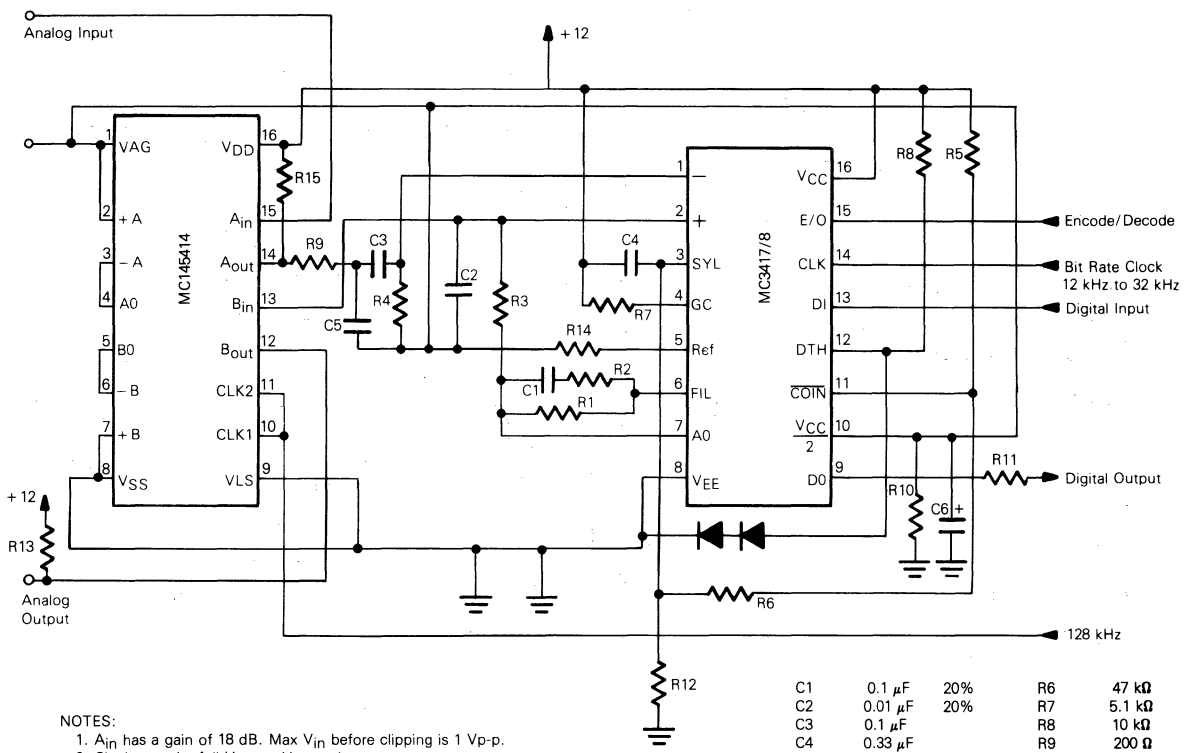 Analog Input
+ 12
1 VAG
2 + A
3 - A
4 A0
5 B0
6 - B
7 + B
8 VSS
MC145414
VDD 16
Ain 15
Aout 14
Bin 13
Bout 12
CLK2 11
CLK1 10
VLS 9
R15
R9
C3
R4
C5
C2
R3
C4
R7
R14
C1
R2
R1
1 -
2 +
3 SYL
4 GC
5 Ref
6 FIL
7 A0
8 VEE
MC3417/8
VCC 16
E/O 15
CLK 14
DI 13
DTH 12
COIN 11
VCC/2 10
D0 9
R8
R5
Encode/Decode
Bit Rate Clock
12 kHz to 32 kHz
Digital Input
R11
Digital Output
R10
C6 +
+ 12
R13
Analog
Output
R6
128 kHz
R12
C1 0.1 μF 20% R6 47 kΩ
C2 0.01 μF 20% R7 5.1 kΩ
C3 0.1 μF R8 10 kΩ
C4 0.33 μF R9 200 Ω
NOTES:
1. Ain has a gain of 18 dB. Max Vin before clipping is 1 Vp-p.